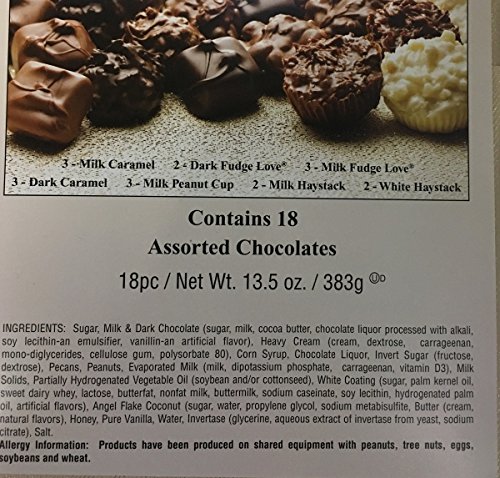 3 - Milk Caramel 2 - Dark Fudge Love® 3 - Milk Fudge Love®
3 - Dark Caramel 3 - Milk Peanut Cup 2 - Milk Haystack 2 - White Haystack
Contains 18
Assorted Chocolates
18pc / Net Wt. 13.5 oz. / 383g ⓊD
INGREDIENTS: Sugar, Milk & Dark Chocolate (sugar, milk, cocoa butter, chocolate liquor processed with alkali,
soy lecithin-an emulsifier, vanillin-an artificial flavor), Heavy Cream (cream, dextrose, carrageenan,
mono-diglycerides, cellulose gum, polysorbate 80), Corn Syrup, Chocolate Liquor, Invert Sugar (fructose,
dextrose), Pecans, Peanuts, Evaporated Milk (milk, dipotassium phosphate, carrageenan, vitamin D3), Milk
Solids, Partially Hydrogenated Vegetable Oil (soybean and/or cottonseed). White Coating (sugar, palm kernel oil,
sweet dairy whey, lactose, butterfat, nonfat milk, buttermilk, sodium caseinate, soy lecithin, hydrogenated palm
oil, artificial flavors), Angel Flake Coconut (sugar, water, propylene glycol, sodium metabisulfite, Butter (cream,
natural flavors), Honey, Pure Vanilla, Water, Invertase (glycerine, aqueous extract of invertase from yeast, sodium
citrate), Salt.
Allergy Information: Products have been produced on shared equipment with peanuts, tree nuts, eggs,
soybeans and wheat.